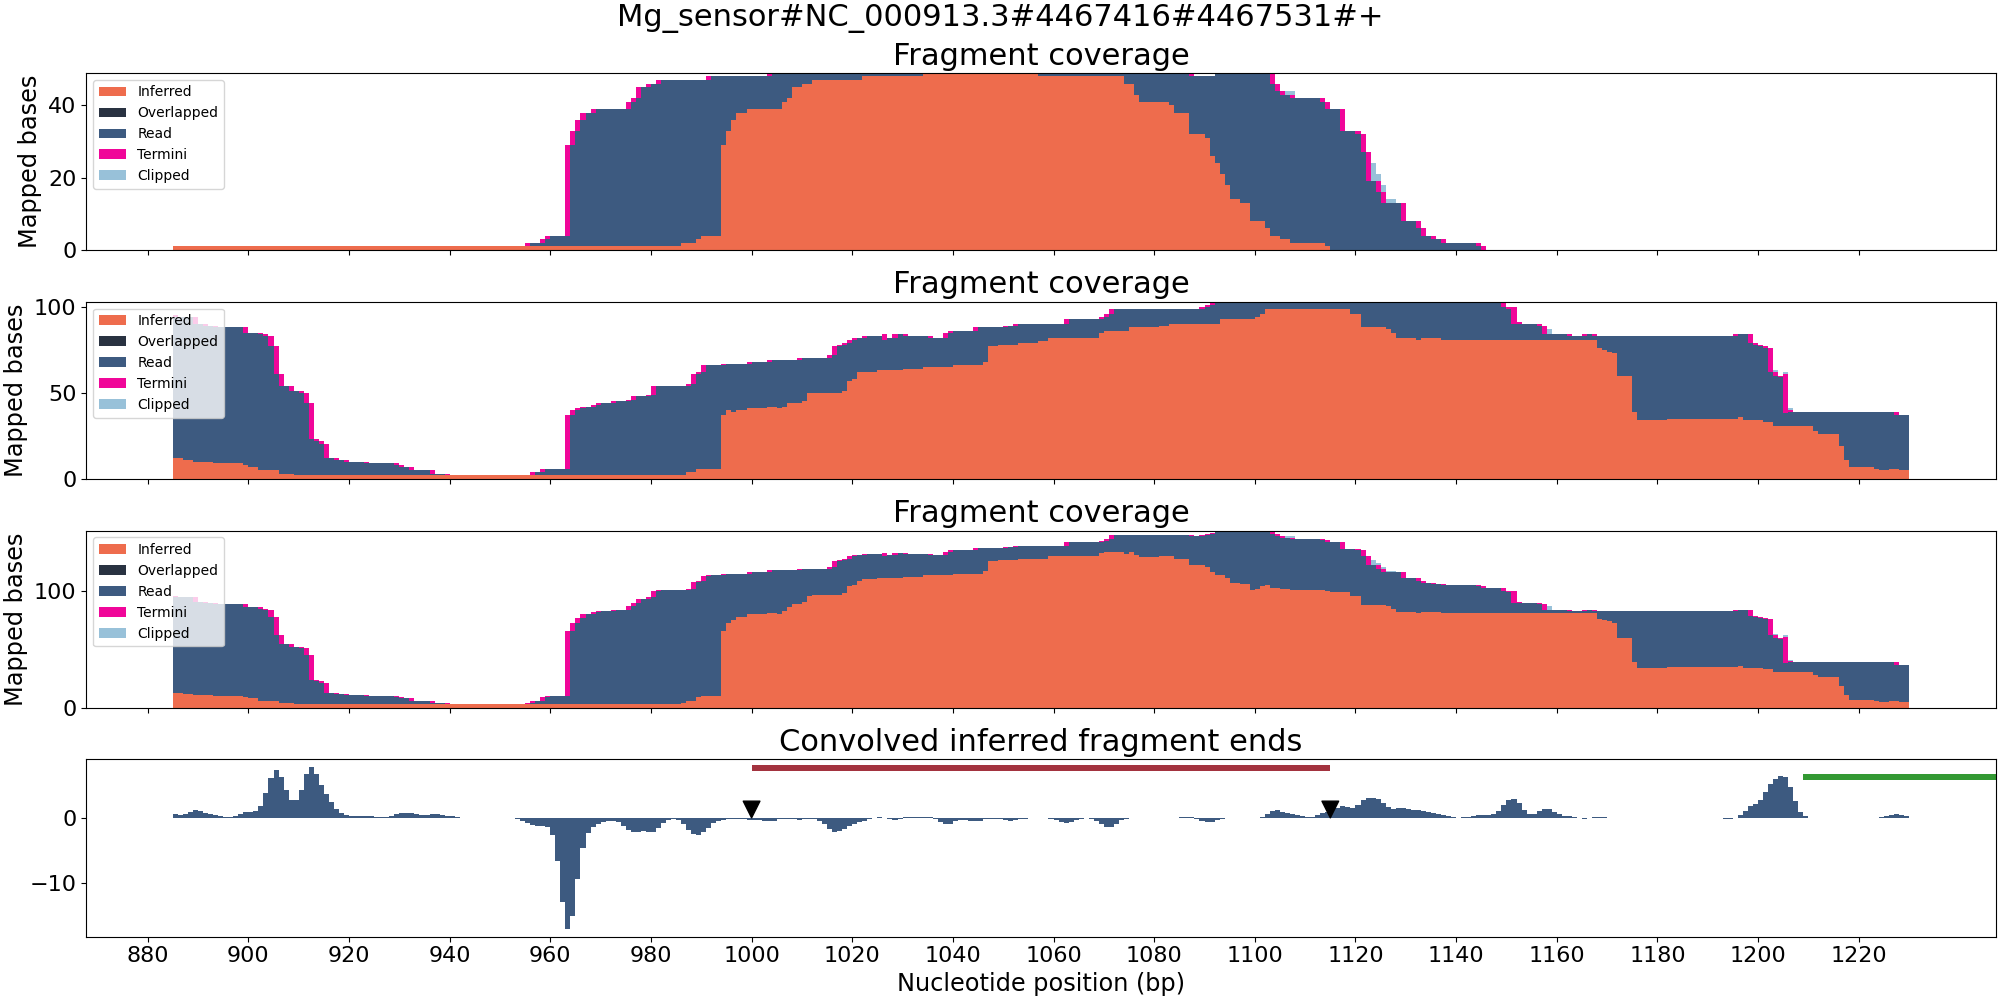 Mg_sensor#NC_000913.3#4467416#4467531#+
Fragment coverage
Mapped bases
40
20
0
Inferred
Overlapped
Read
Termini
Clipped
Fragment coverage
Mapped bases
100
50
0
Inferred
Overlapped
Read
Termini
Clipped
Fragment coverage
Mapped bases
100
0
Inferred
Overlapped
Read
Termini
Clipped
Convolved inferred fragment ends
0
−10
880 900 920 940 960 980 1000 1020 1040 1060 1080 1100 1120 1140 1160 1180 1200 1220
Nucleotide position (bp)